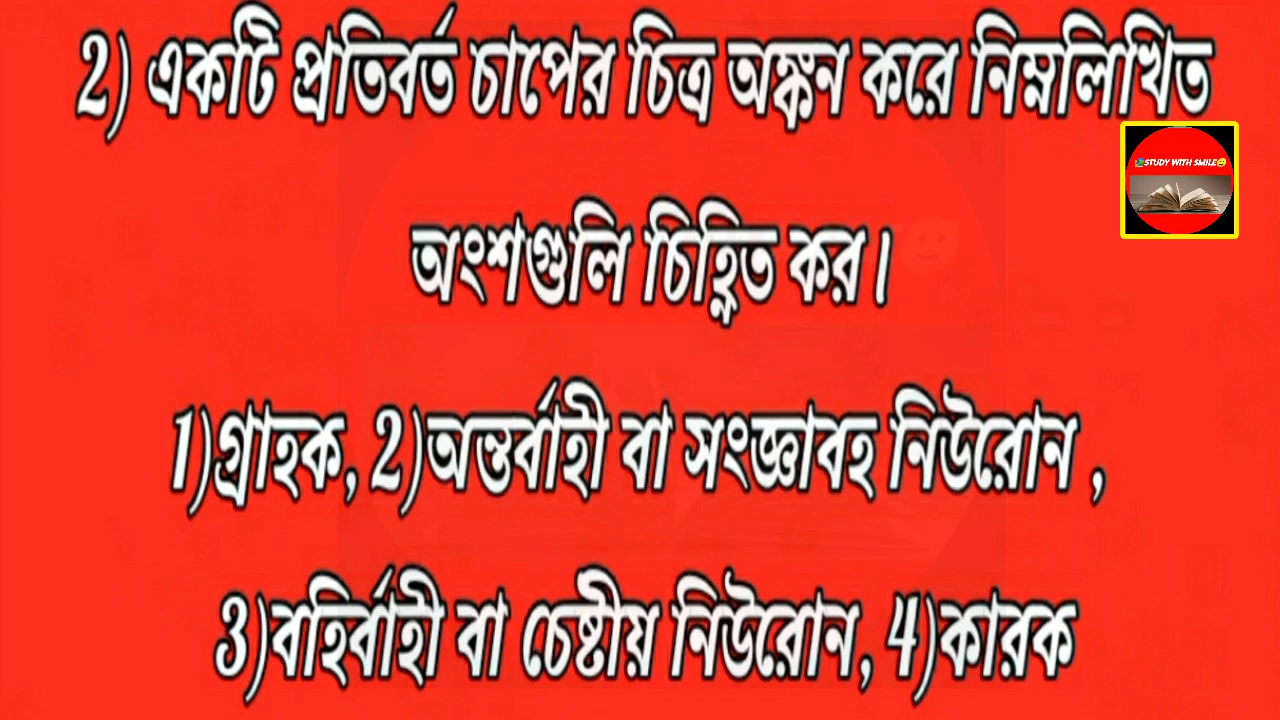 2) একটি প্রতিবর্ত চাপের চিত্র অঙ্কন করে নিম্নলিখিত
STUDY WITH SMILE
অংশগুলি চিহ্নিত কর।
1)গ্রাহক, 2)অন্তর্বাহী বা সংজ্ঞাবহ নিউরোন ,
3)বহির্বাহী বা চেষ্টীয় নিউরোন, 4)কারক